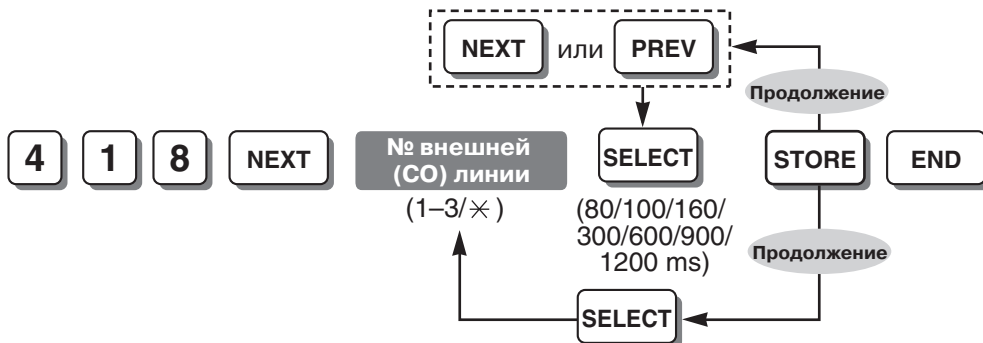 NEXT или PREV
Продолжение
4 1 8 NEXT № внешней (СО) линии SELECT STORE END
(1–3/✳)
(80/100/160/
300/600/900/
1200 ms)
Продолжение
SELECT